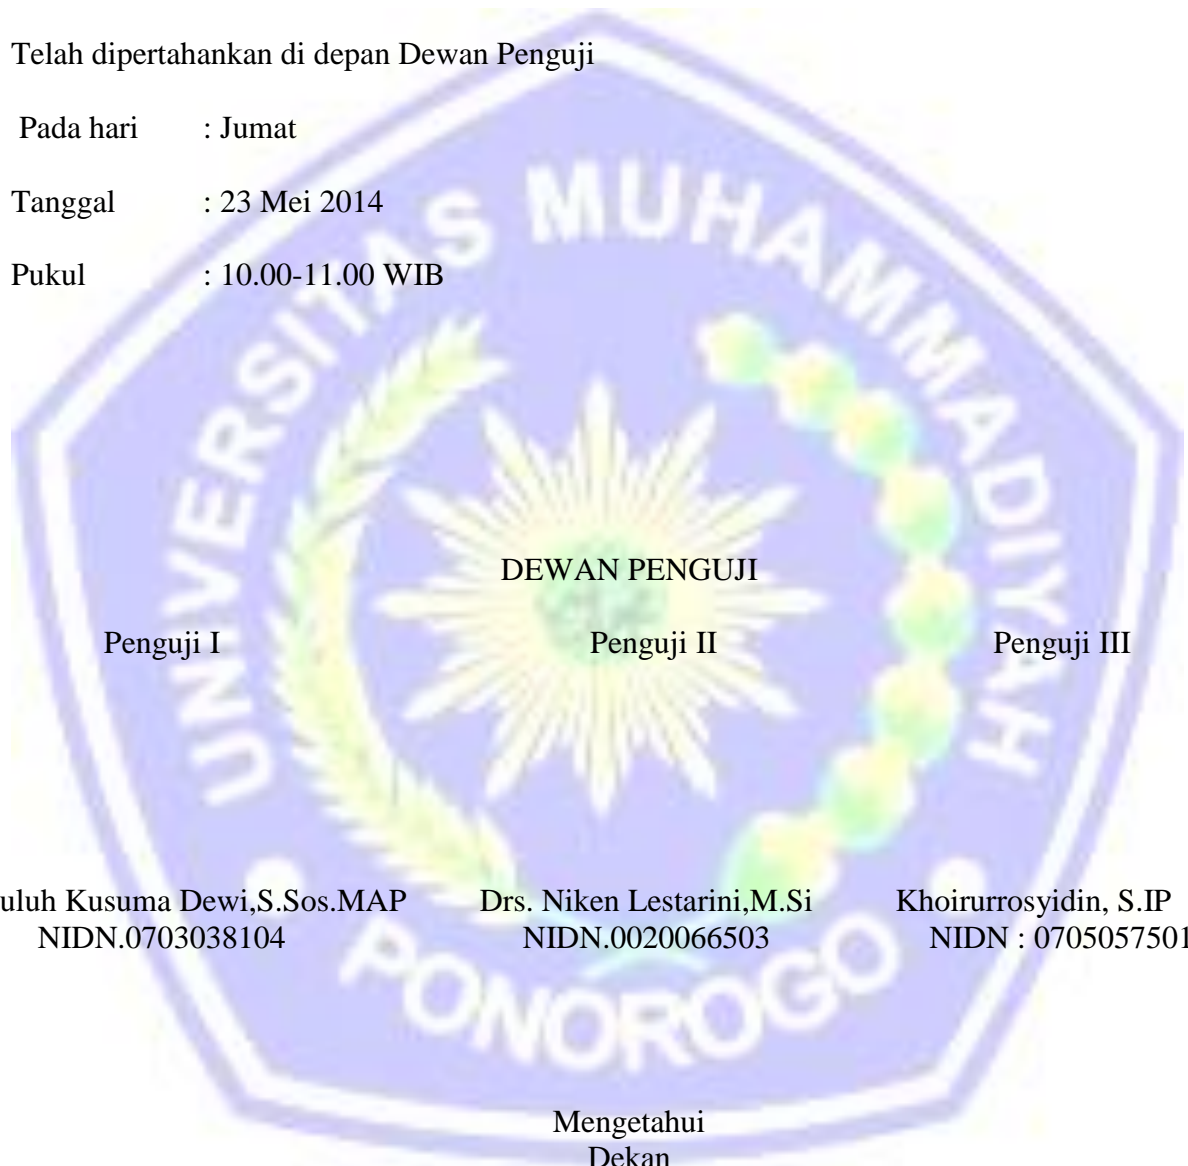 Telah dipertahankan di depan Dewan Penguji
Pada hari : Jumat
Tanggal : 23 Mei 2014
Pukul : 10.00-11.00 WIB
UNIVERSITAS MUHAMMADIYAH
DEWAN PENGUJI
Penguji I Penguji II Penguji III
uluh Kusuma Dewi,S.Sos.MAP Drs. Niken Lestarini,M.Si Khoirurrosyidin, S.IP
NIDN.0703038104 NIDN.0020066503 NIDN : 0705057501
PONOROGO
Mengetahui
Dekan